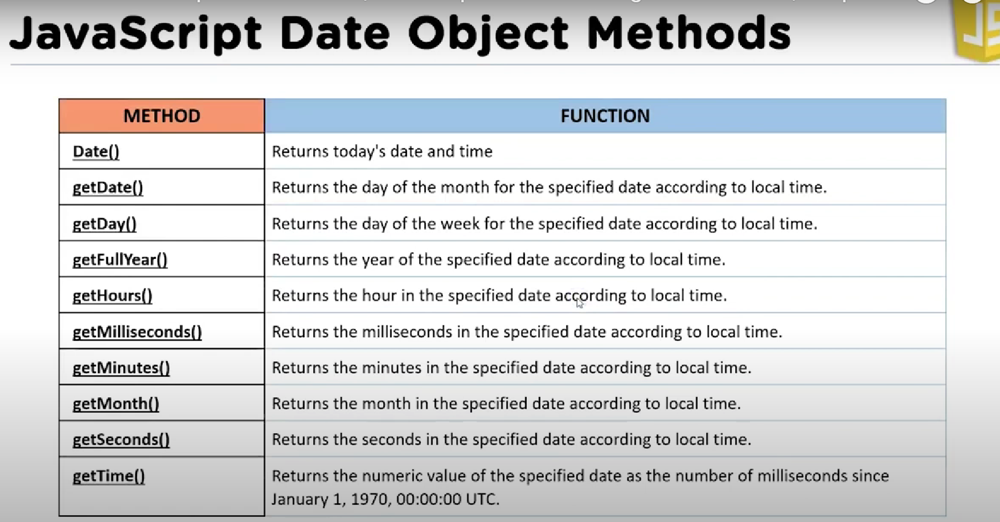 JavaScript Date Object Methods
JS
METHOD
FUNCTION
Date()
Returns today's date and time
getDate()
Returns the day of the month for the specified date according to local time.
getDay()
Returns the day of the week for the specified date according to local time.
getFullYear()
Returns the year of the specified date according to local time.
getHours()
Returns the hour in the specified date according to local time.
getMilliseconds()
Returns the milliseconds in the specified date according to local time.
getMinutes()
Returns the minutes in the specified date according to local time.
getMonth()
Returns the month in the specified date according to local time.
getSeconds()
Returns the seconds in the specified date according to local time.
getTime()
Returns the numeric value of the specified date as the number of milliseconds since
January 1, 1970, 00:00:00 UTC.